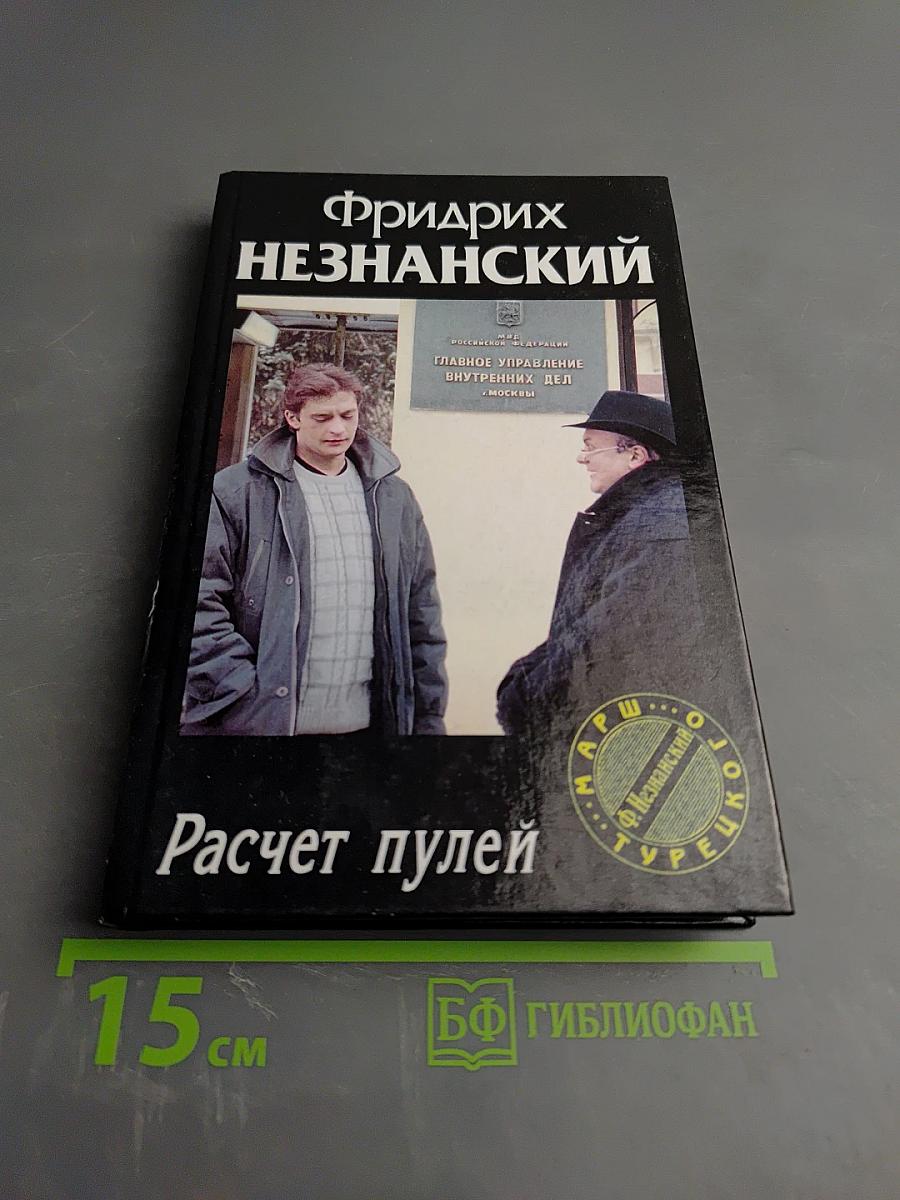 Фридрих
НЕЗНАНСКИЙ
МВД
РОССИЙСКОЙ ФЕДЕРАЦИИ
ГЛАВНОЕ УПРАВЛЕНИЕ
ВНУТРЕННИХ ДЕЛ
г.МОСКВЫ
МАРШ...
ТУРЕЦКОГО
Ф.Незнанский
Расчет пулей
15 см
БФ ГИБЛИОФАН